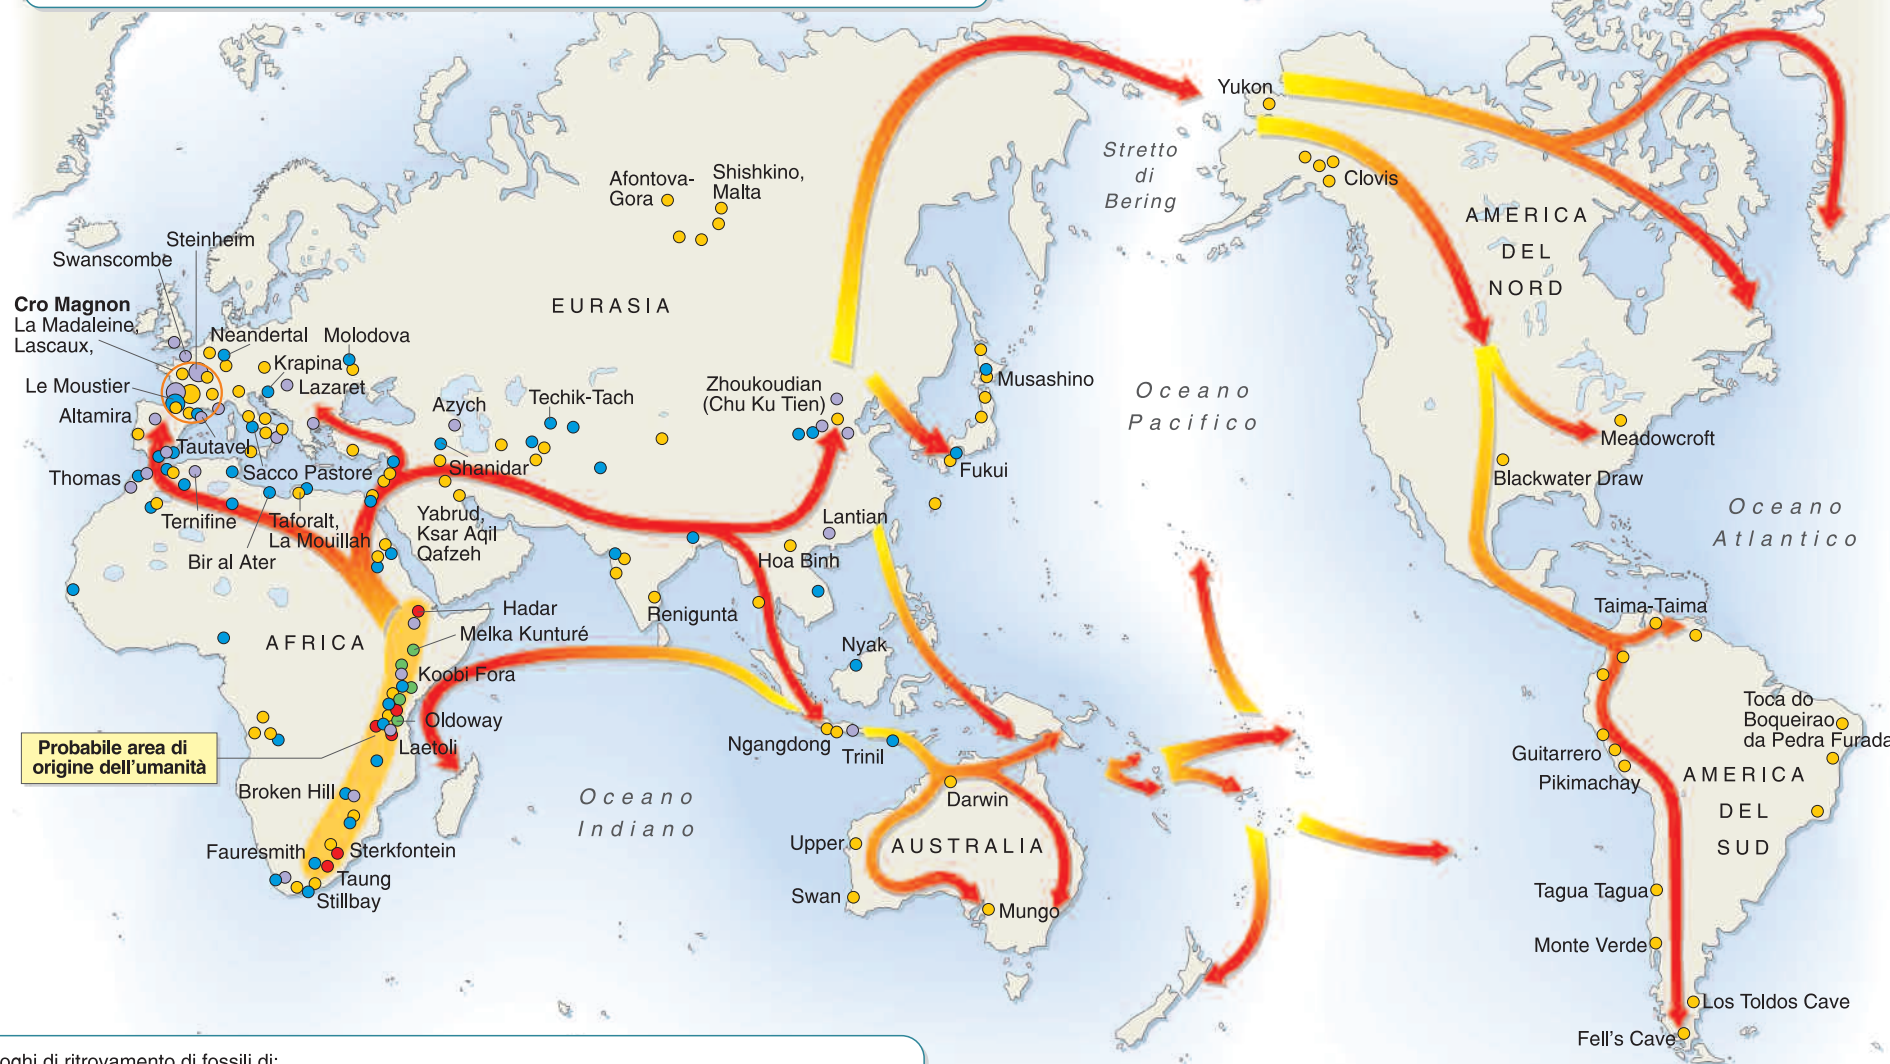 Yukon
Stretto
di
Bering
Clovis
AMERICA
DEL
NORD
Afontova-
Gora
Shishkino,
Malta
Steinheim
Swanscombe
Cro Magnon
La Madaleine,
Lascaux,
EURASIA
Neandertal
Molodova
Krapina
Le Moustier
Lazaret
Altamira
Azych
Techik-Tach
Zhoukoudian
(Chu Ku Tien)
Musashino
Oceano
Pacifico
Meadowcroft
Tautavel
Thomas
Sacco Pastore
Shanidar
Fukui
Blackwater Draw
Oceano
Atlantico
Ternifine
Taforalt,
La Mouillah
Bir al Ater
Yabrud,
Ksar Aqil
Qafzeh
Lantian
Hoa Binh
Hadar
Renigunta
Taima-Taima
AFRICA
Melka Kunturé
Nyak
Koobi Fora
Oldoway
Laetoli
Probabile area di
origine dell'umanità
Ngangdong
Trinil
Toca do
Boqueirao
da Pedra Furada
Guitarrero
Pikimachay
AMERICA
DEL
SUD
Broken Hill
Oceano
Indiano
Darwin
Upper
AUSTRALIA
Fauresmith
Sterkfontein
Taung
Stillbay
Swan
Mungo
Tagua Tagua
Monte Verde
Los Toldos Cave
Fell's Cave
oghi di ritrovamento di fossili di: